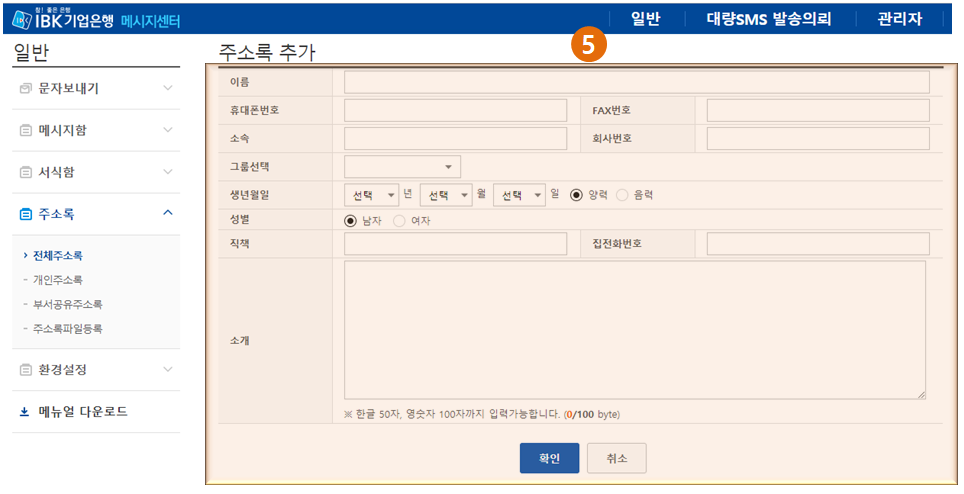 참! 좋은 은행
IBK기업은행 메시지센터
일반 대량SMS 발송의뢰 관리자
일반
문자보내기
메시지함
서식함
주소록
전체주소록
개인주소록
부서공유주소록
주소록파일등록
환경설정
메뉴얼 다운로드
주소록 추가
5
이름
휴대폰번호 FAX번호
소속 회사번호
그룹선택
생년월일 선택 년 선택 월 선택 일 양력 음력
성별 남자 여자
직책 집전화번호
소개
※ 한글 50자, 영숫자 100자까지 입력가능합니다. (0/100 byte)
확인 취소